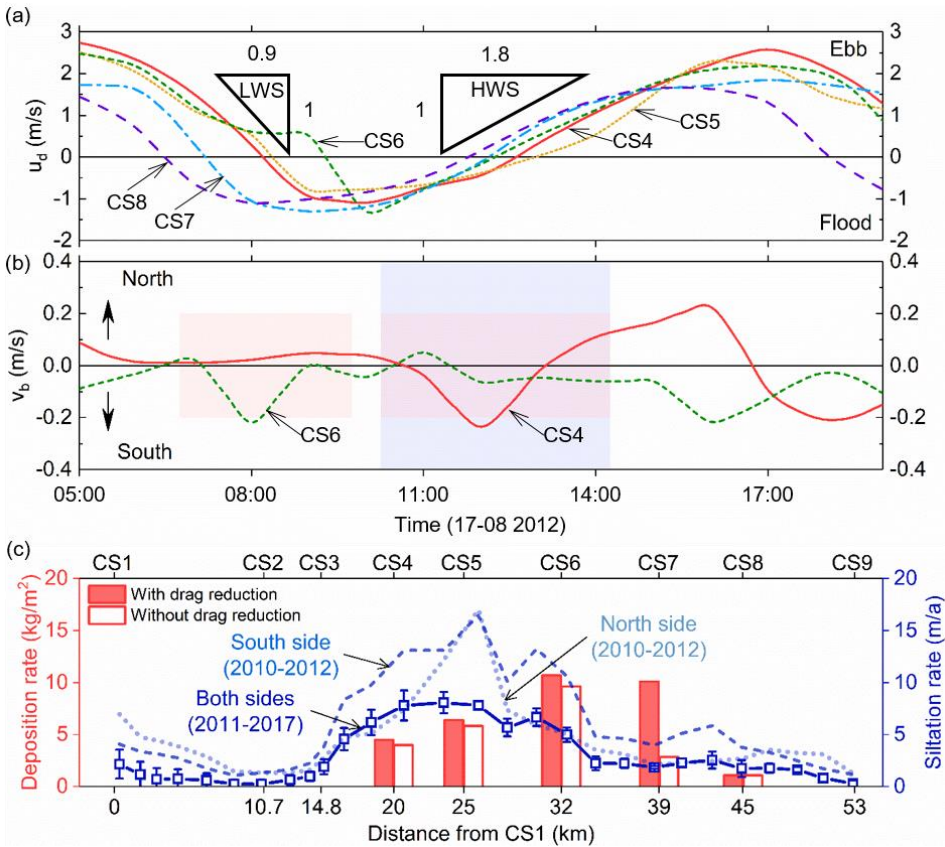 (a)
3
2
1
0
-1
-2
u_d (m/s)
0.9
LWS
1
1.8
1
HWS
Ebb
3
2
1
0
-1
-2
CS6
CS5
CS4
CS8
CS7
Flood
(b)
0.4
0.2
0.0
-0.2
-0.4
v_b (m/s)
North
South
CS6
CS4
0.4
0.2
0.0
-0.2
-0.4
05:00 08:00 11:00 14:00 17:00
Time (17-08 2012)
(c)
CS1 CS2 CS3 CS4 CS5 CS6 CS7 CS8 CS9
20
15
10
5
0
Deposition rate (kg/m²)
With drag reduction
Without drag reduction
South side
(2010-2012)
Both sides
(2011-2017)
North side
(2010-2012)
20
15
10
5
0
Siltation rate (m/a)
0 10.7 14.8 20 25 32 39 45 53
Distance from CS1 (km)